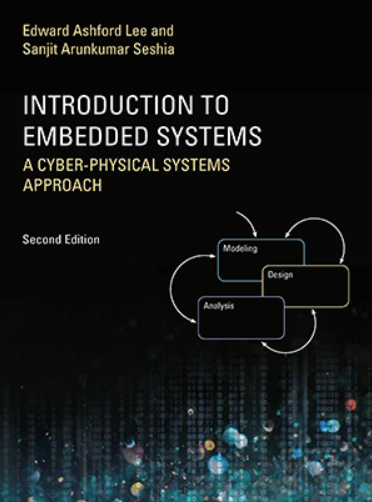 Edward Ashford Lee and
Sanjit Arunkumar Seshia
INTRODUCTION TO
EMBEDDED SYSTEMS
A CYBER-PHYSICAL SYSTEMS
APPROACH
Second Edition
Modeling
Design
Analysis